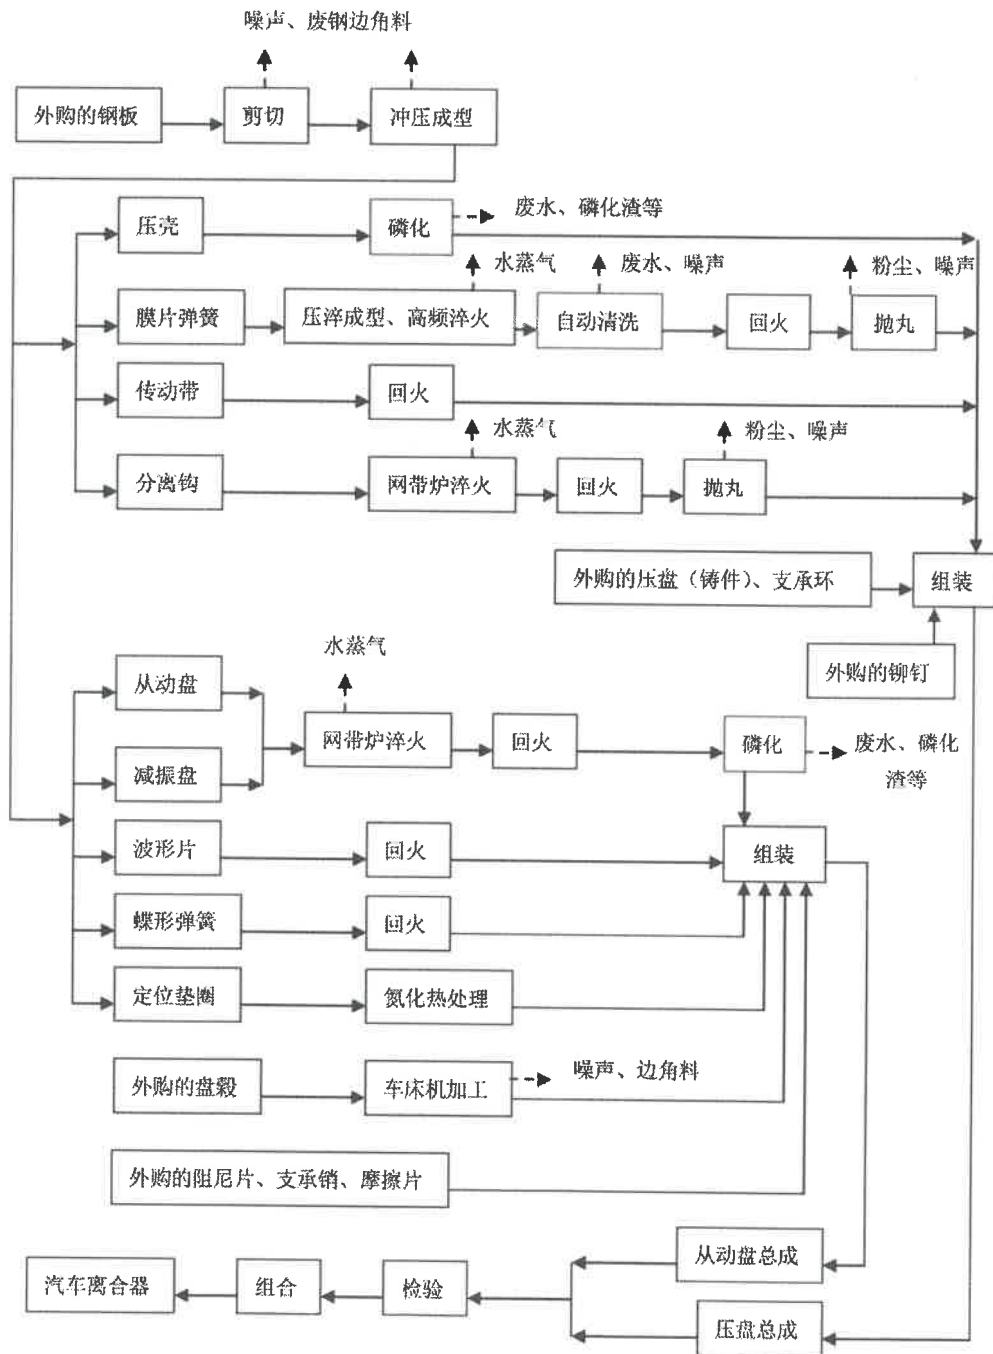 噪声、废钢边角料
外购的钢板
剪切
冲压成型
压壳
磷化
废水、磷化渣等
水蒸气
废水、噪声
粉尘、噪声
膜片弹簧
压淬成型、高频淬火
自动清洗
回火
抛丸
传动带
回火
水蒸气
粉尘、噪声
分离钩
网带炉淬火
回火
抛丸
外购的压盘（铸件）、支承环
组装
外购的铆钉
水蒸气
从动盘
网带炉淬火
回火
磷化
废水、磷化
渣等
减振盘
波形片
回火
组装
蝶形弹簧
回火
定位垫圈
氮化热处理
外购的盘毂
车床机加工
噪声、边角料
外购的阻尼片、支承销、摩擦片
从动盘总成
汽车离合器
组合
检验
压盘总成